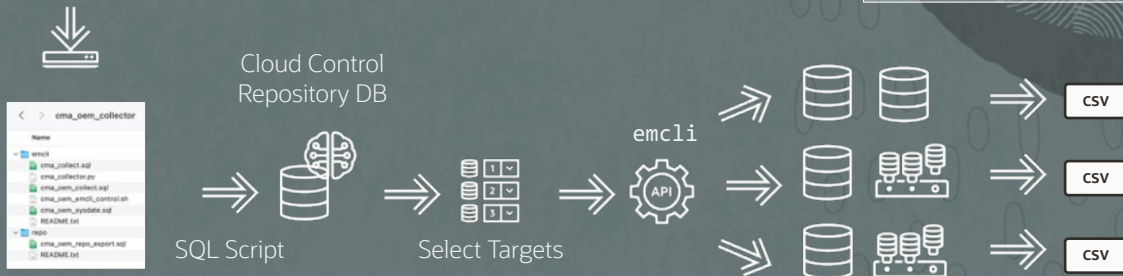 Cloud Control
Repository DB
cma_oem_collector
Name
emcli
cma_collect.sql
cma_collector.py
cma_oem_collect.sql
cma_oem_emcli_control.sh
cma_oem_sysdate.sql
README.txt
repo
cma_oem_repo_export.sql
README.txt
SQL Script
1
2
3
Select Targets
emcli
API
CSV
CSV
CSV